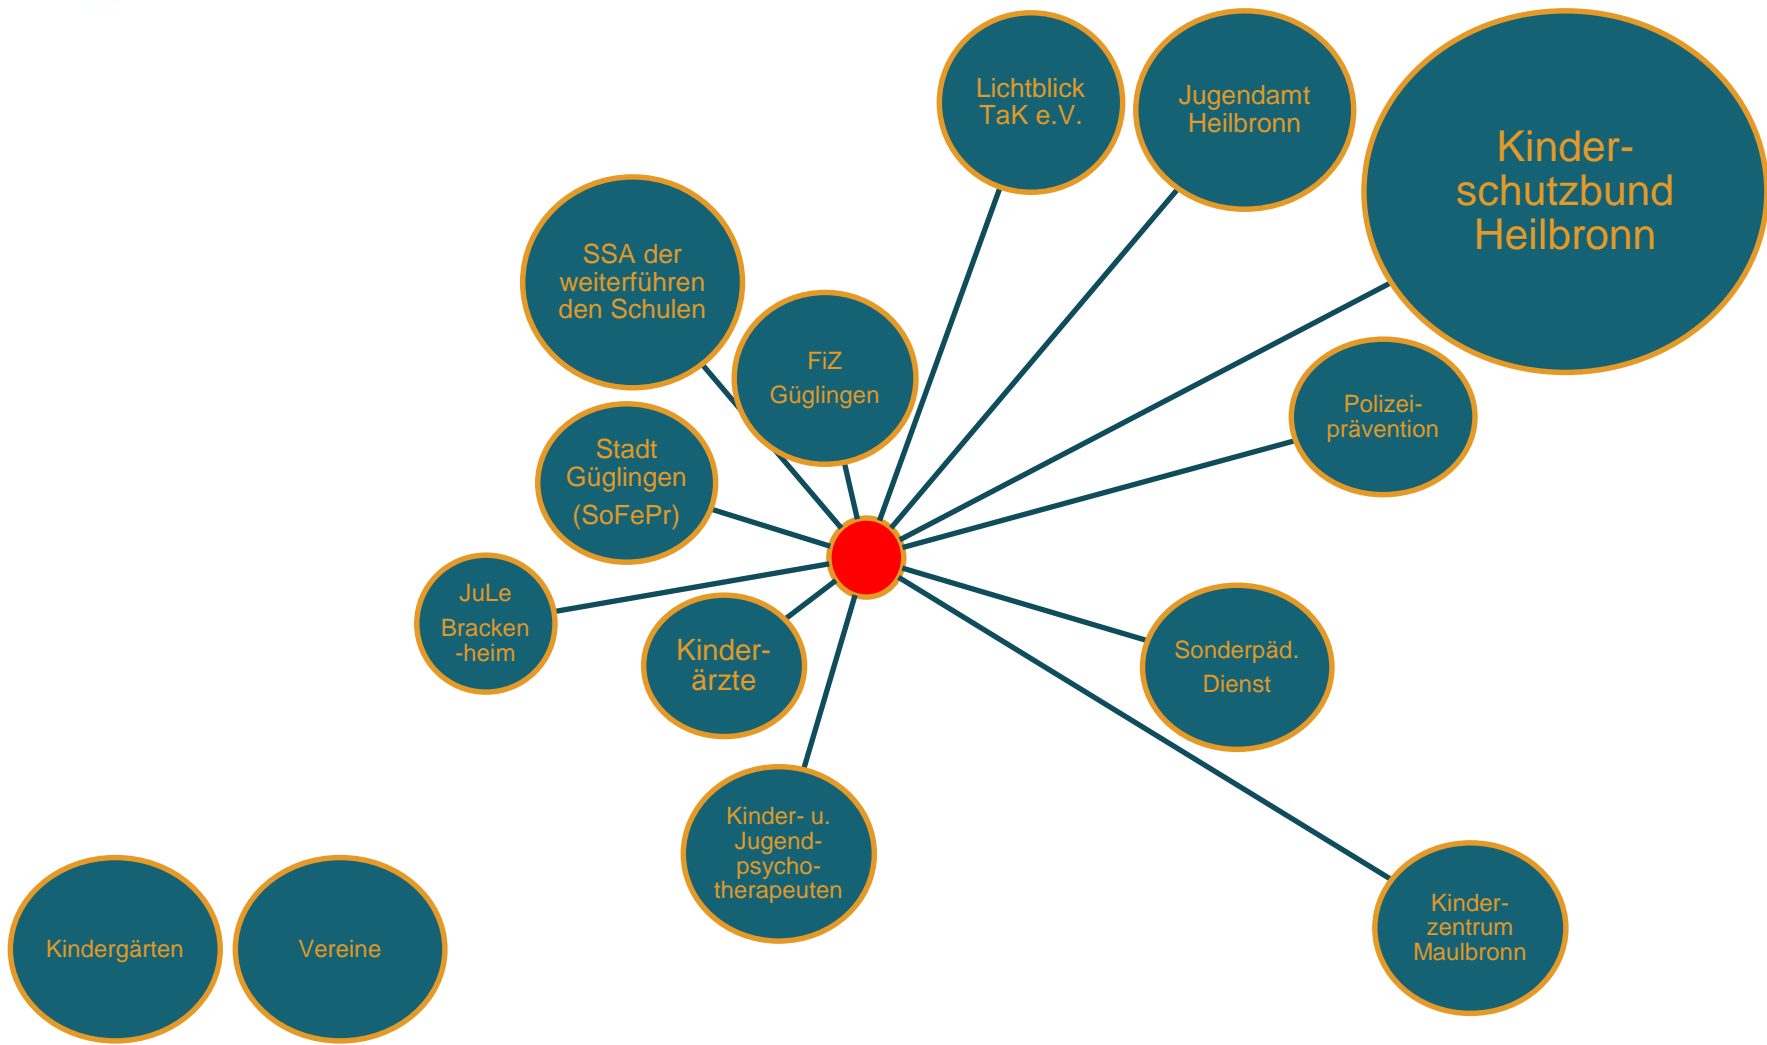 Lichtblick
TaK e.V.
Jugendamt
Heilbronn
Kinder-
schutzbund
Heilbronn
SSA der
weiterführen
den Schulen
FiZ
Güglingen
Polizei-
prävention
Stadt
Güglingen
(SoFePr)
JuLe
Bracken
-heim
Kinder-
ärzte
Sonderpäd.
Dienst
Kinder- u.
Jugend-
psycho-
therapeuten
Kinder-
zentrum
Maulbronn
Kindergärten
Vereine